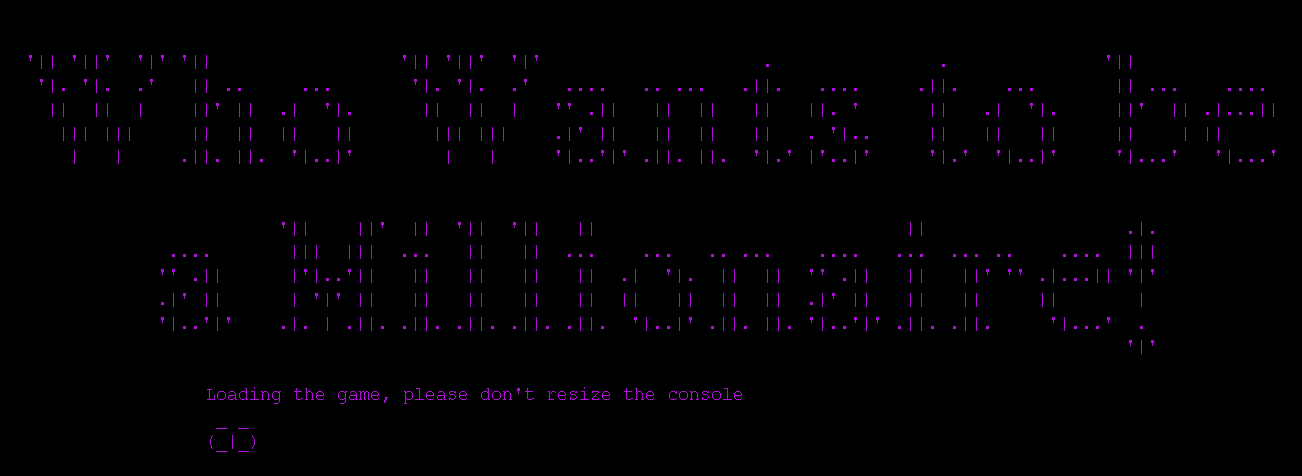 Who Wants to be
a Millionaire!
Loading the game, please don't resize the console